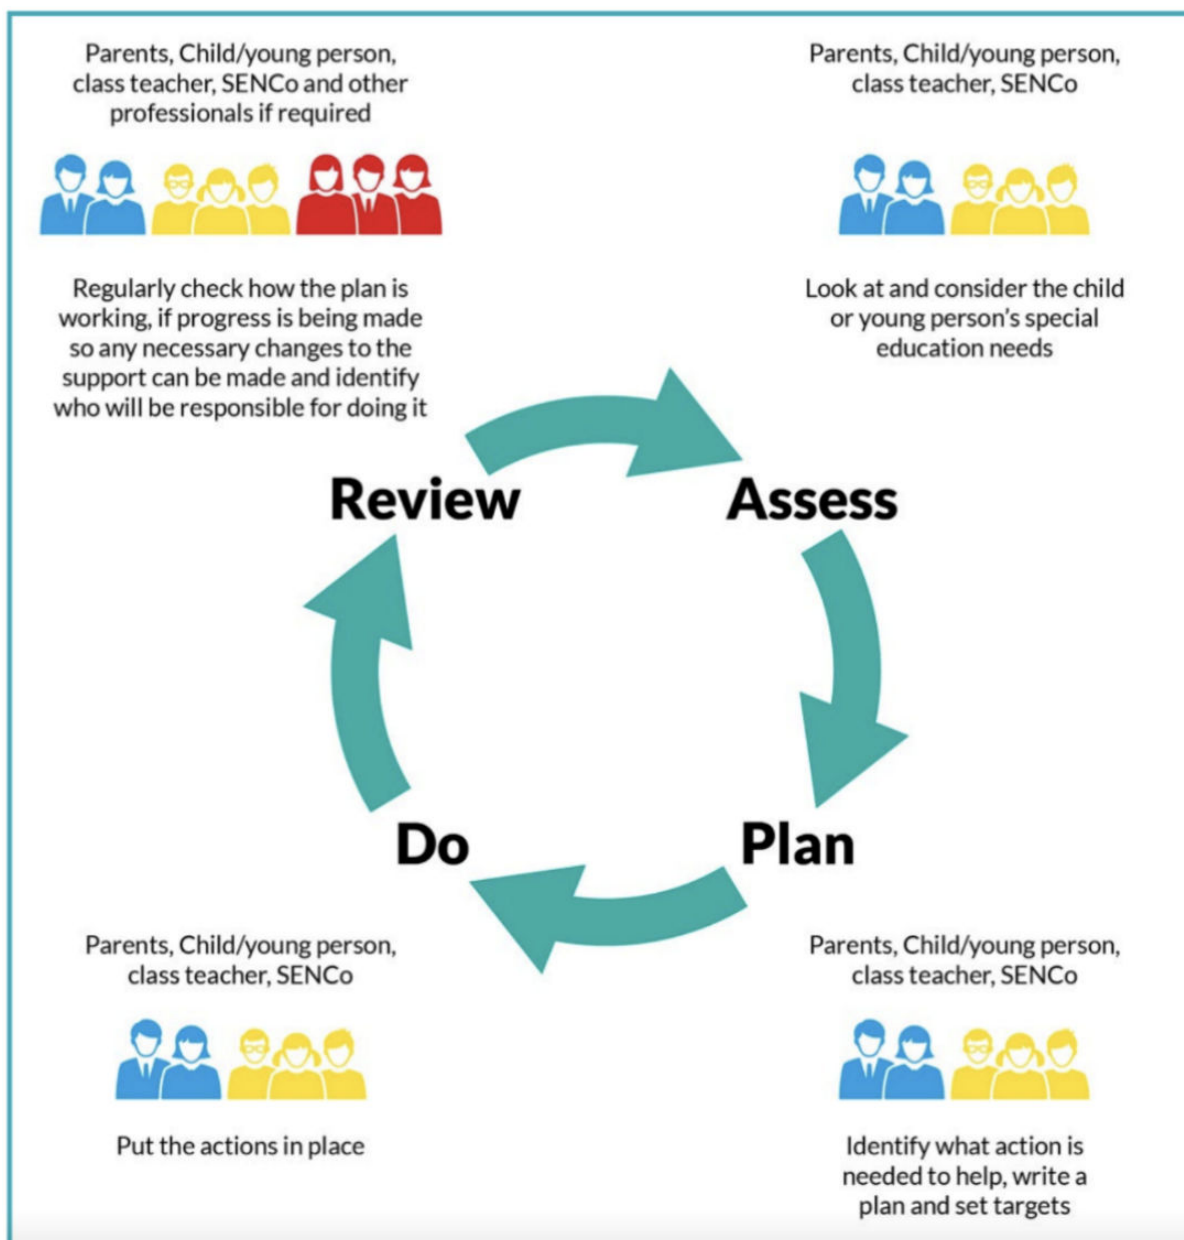 Parents, Child/young person,
class teacher, SENCo and other
professionals if required
Regularly check how the plan is
working, if progress is being made
so any necessary changes to the
support can be made and identify
who will be responsible for doing it
Parents, Child/young person,
class teacher, SENCo
Look at and consider the child
or young person's special
education needs
Review
Assess
Do
Plan
Parents, Child/young person,
class teacher, SENCo
Put the actions in place
Parents, Child/young person,
class teacher, SENCo
Identify what action is
needed to help, write a
plan and set targets